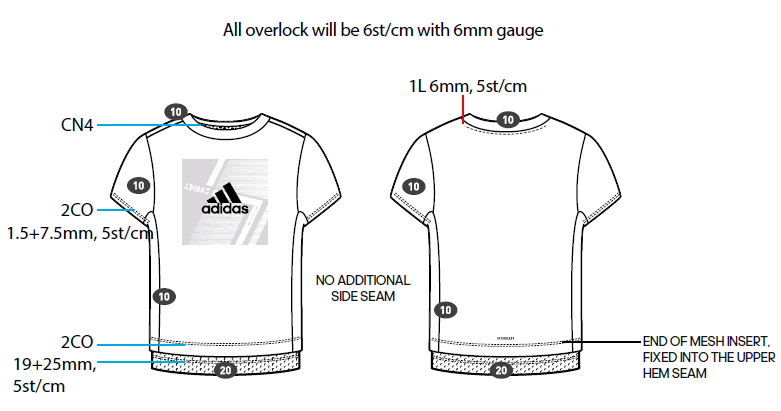 All overlock will be 6st/cm with 6mm gauge
1L 6mm, 5st/cm
10
CN4
10
10
10
2CO
1.5+7.5mm, 5st/cm
ADIDAS
adidas
NO ADDITIONAL
SIDE SEAM
10
10
2CO
19+25mm,
5st/cm
20
END OF MESH INSERT,
FIXED INTO THE UPPER
HEM SEAM
20